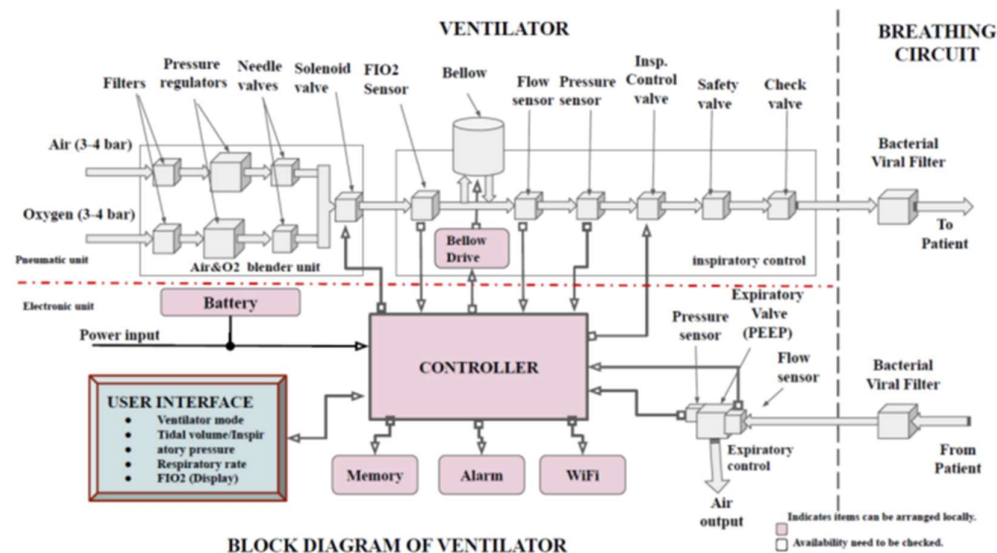 VENTILATOR
BREATHING
CIRCUIT
Filters
Pressure
regulators
Needle
valves
Solenoid
valve
FIO2
Sensor
Bellow
Flow
sensor
Pressure
sensor
Insp.
Control
valve
Safety
valve
Check
valve
Air (3-4 bar)
Oxygen (3-4 bar)
Bacterial
Viral Filter
To
Patient
Pneumatic unit
Air&O2 blender unit
Bellow
Drive
inspiratory control
Electronic unit
Battery
Power input
CONTROLLER
Pressure
sensor
Expiratory
Valve
(PEEP)
Flow
sensor
Bacterial
Viral Filter
USER INTERFACE
• Ventilator mode
• Tidal volume/Inspir
• atory pressure
• Respiratory rate
• FIO2 (Display)
Memory
Alarm
WiFi
Expiratory
control
From
Patient
Air
output
Indicates items can be arranged locally.
Availability need to be checked.
BLOCK DIAGRAM OF VENTILATOR